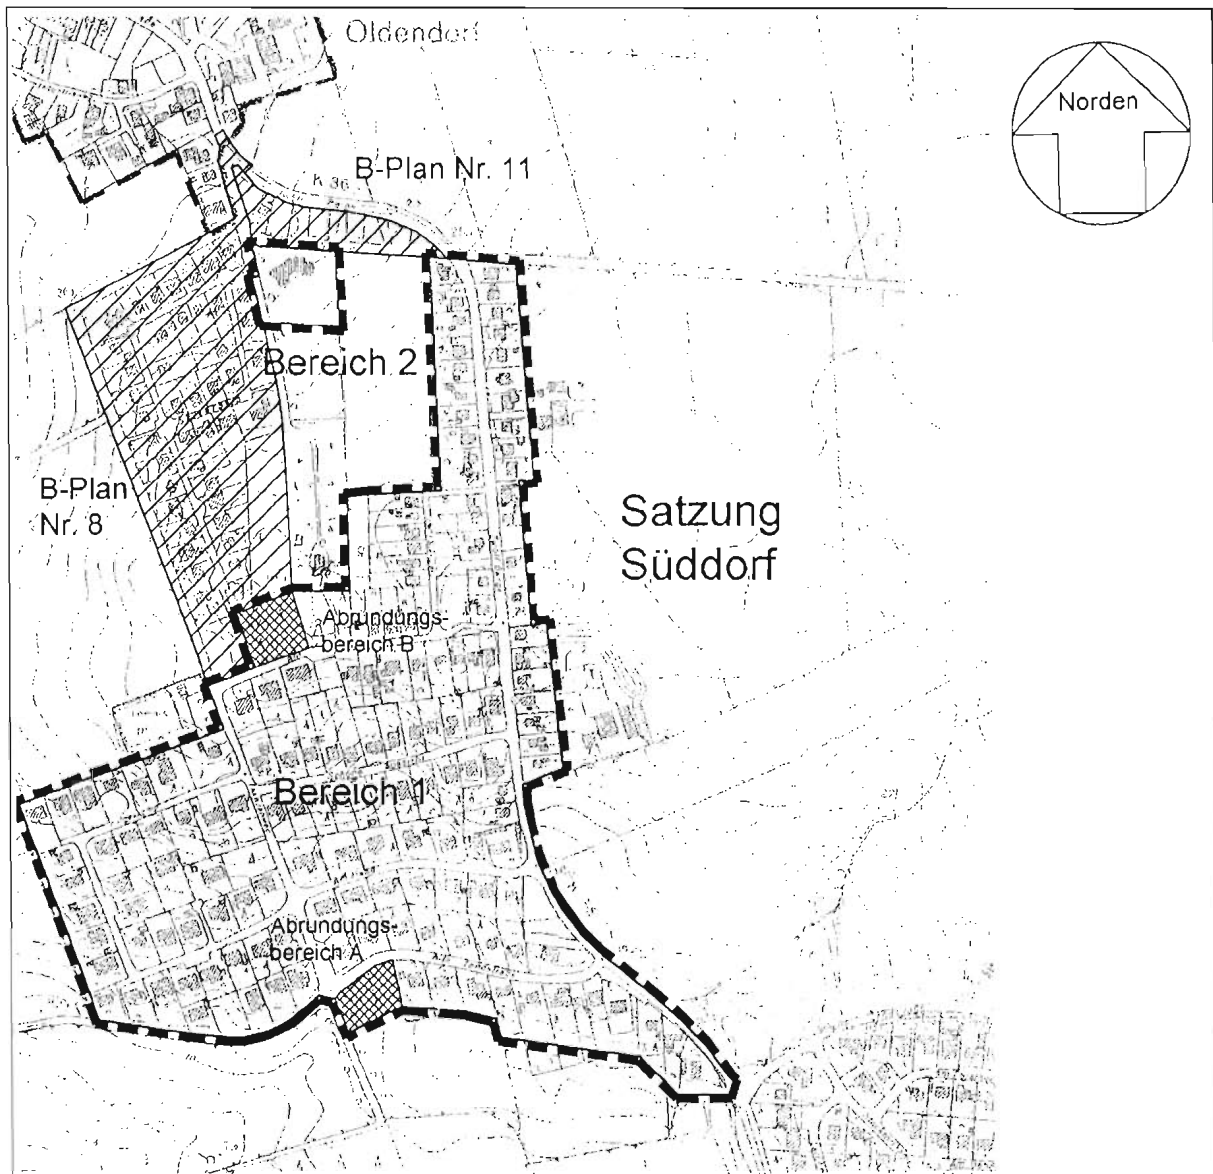 Oldendorf
Norden
K 36
B-Plan Nr. 11
Bereich 2
B-Plan
Nr. 8
Satzung
Süddorf
Abrundungs-
bereich B
Bereich 1
Abrundungs-
bereich A